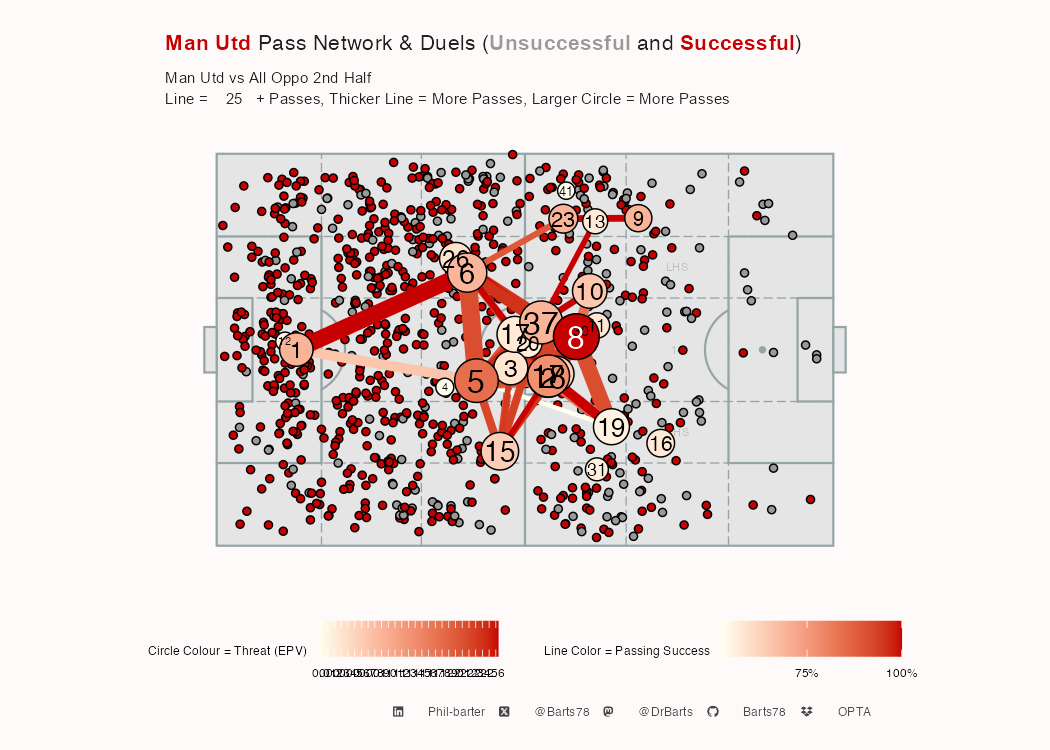 Man Utd Pass Network & Duels (Unsuccessful and Successful)
Man Utd vs All Oppo 2nd Half
Line = 25 + Passes, Thicker Line = More Passes, Larger Circle = More Passes
41
23
13
9
26
6
LHS
10
37
17
11
8
20
12
1
3
5
18
4
19
15
16
31
Circle Colour = Threat (EPV)
Line Color = Passing Success
75%
100%
Phil-barter
@Barts78
@DrBarts
Barts78
OPTA